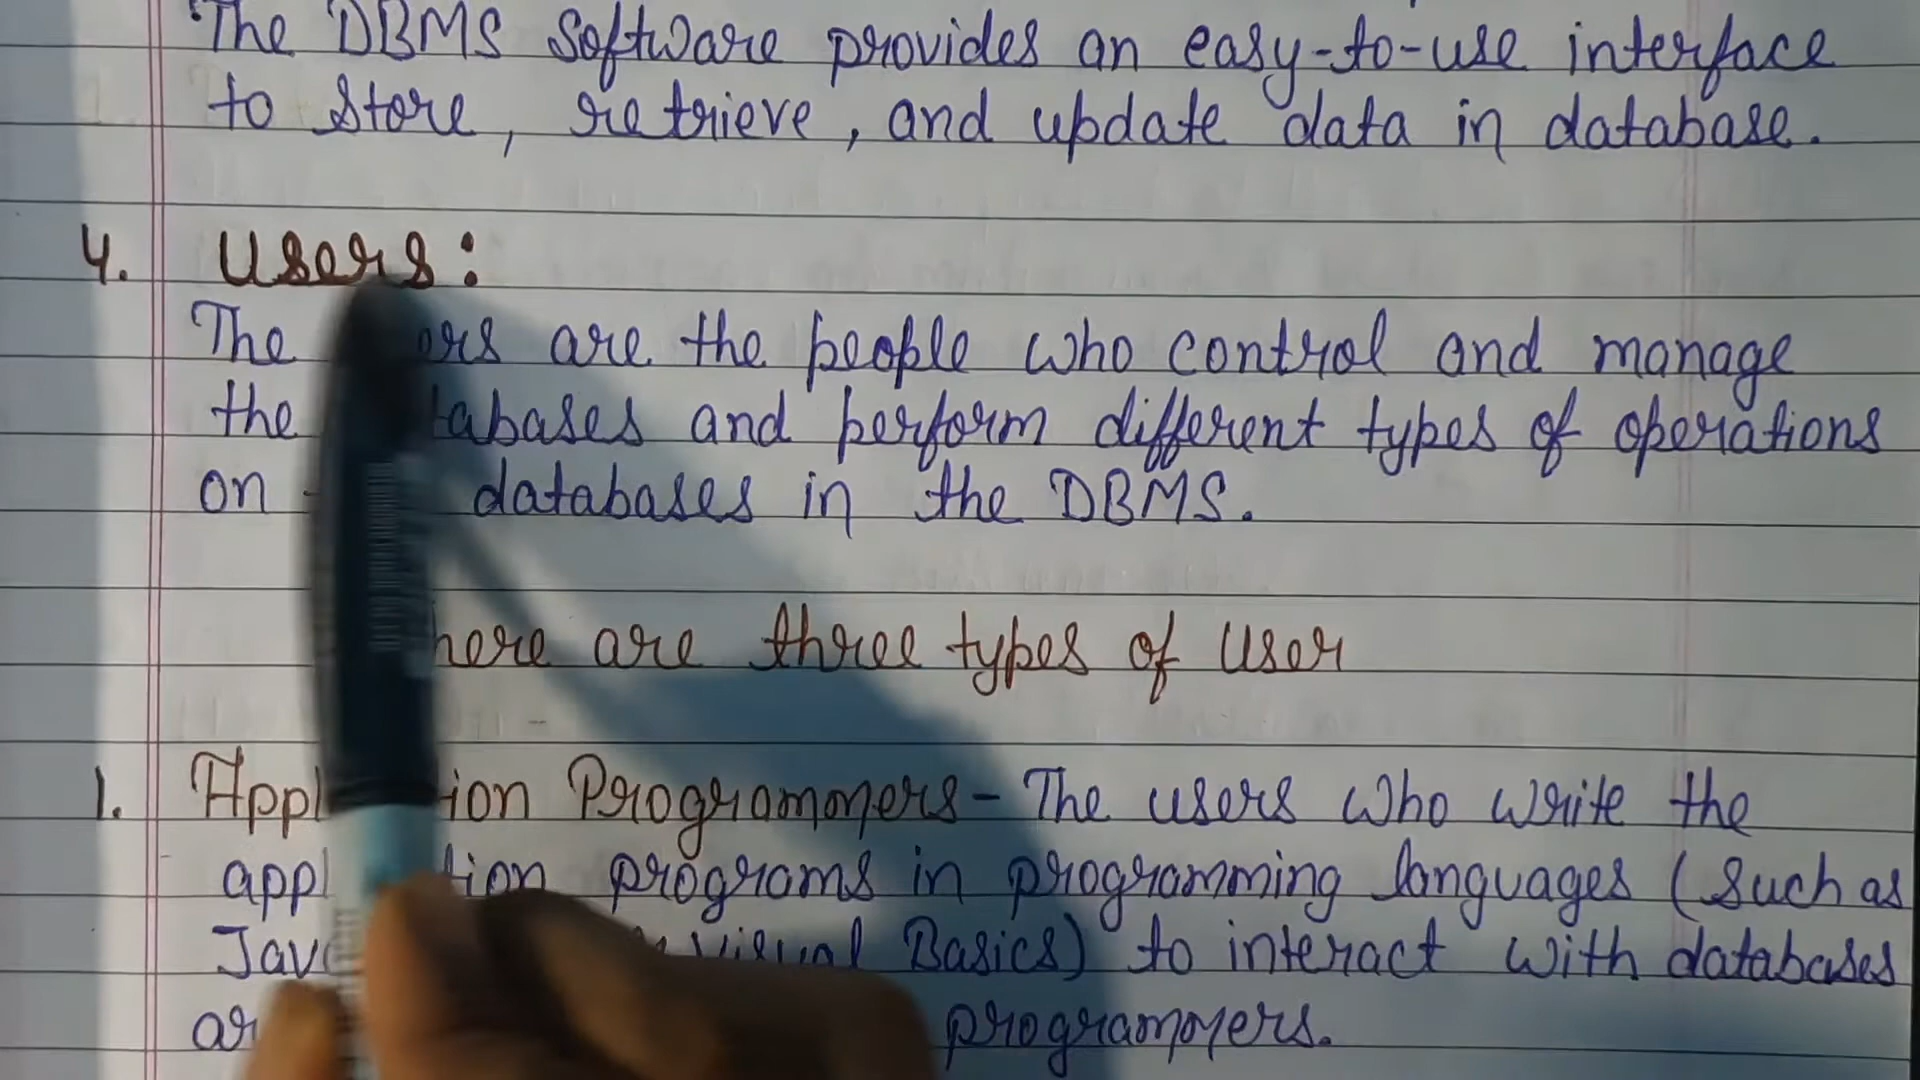 The DBMS Software provides an easy-to-use interface
to store, retrieve, and update data in database.
4. Users:
The are the people who control and manage
the and perform different types of operations
on databases in the DBMS.
are three types of user
1. Programmers- The users who write the
programs in programming languages (such as
Visual Basics) to interact with databases
programmers.